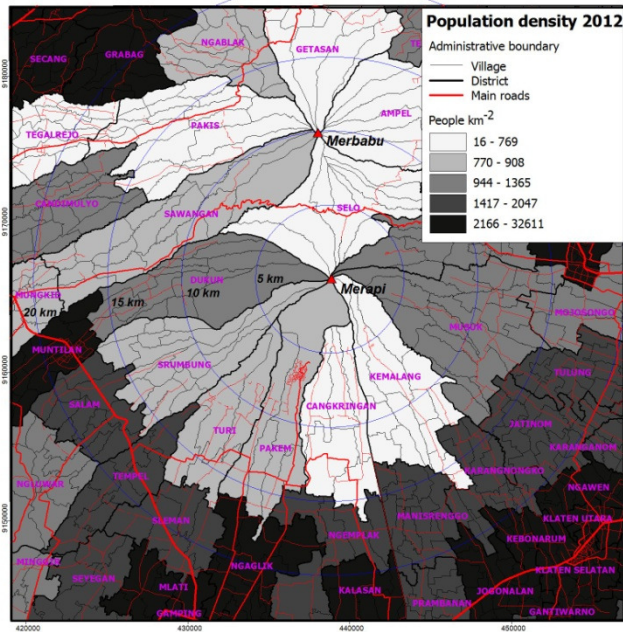 Population density 2012
Administrative boundary
Village
District
Main roads
People km-2
16 - 769
770 - 908
944 - 1365
1417 - 2047
2166 - 32611
SECANG
GRABAG
NGABLAK
GETASAN
TE
AMPEL
PAKIS
TEGALREJO
Merbabu
CANDIMULYO
SAWANGAN
SELO
DUKUN
5 km
10 km
15 km
20 km
Merapi
MUNGKID
MOJOSONGO
MUSUK
MUNTILAN
SRUMBUNG
KEMALANG
TULUNG
SALAM
CANGKRINGAN
JATINOM
TURI
PAKEM
KARANGANOM
KARANGNONGKO
NGLUWAR
TEMPEL
NGAWEN
SLEMAN
MANISRENGGO
KLATEN UTARA
NGEMPLAK
KEBONARUM
MINGGIR
NGAGLIK
KLATEN SELATAN
SEYEGAN
MLATI
KALASAN
JOGONALAN
PRAMBANAN
GAMPING
GANTIWARNO
9180000
9170000
9160000
9150000
420000
430000
440000
450000